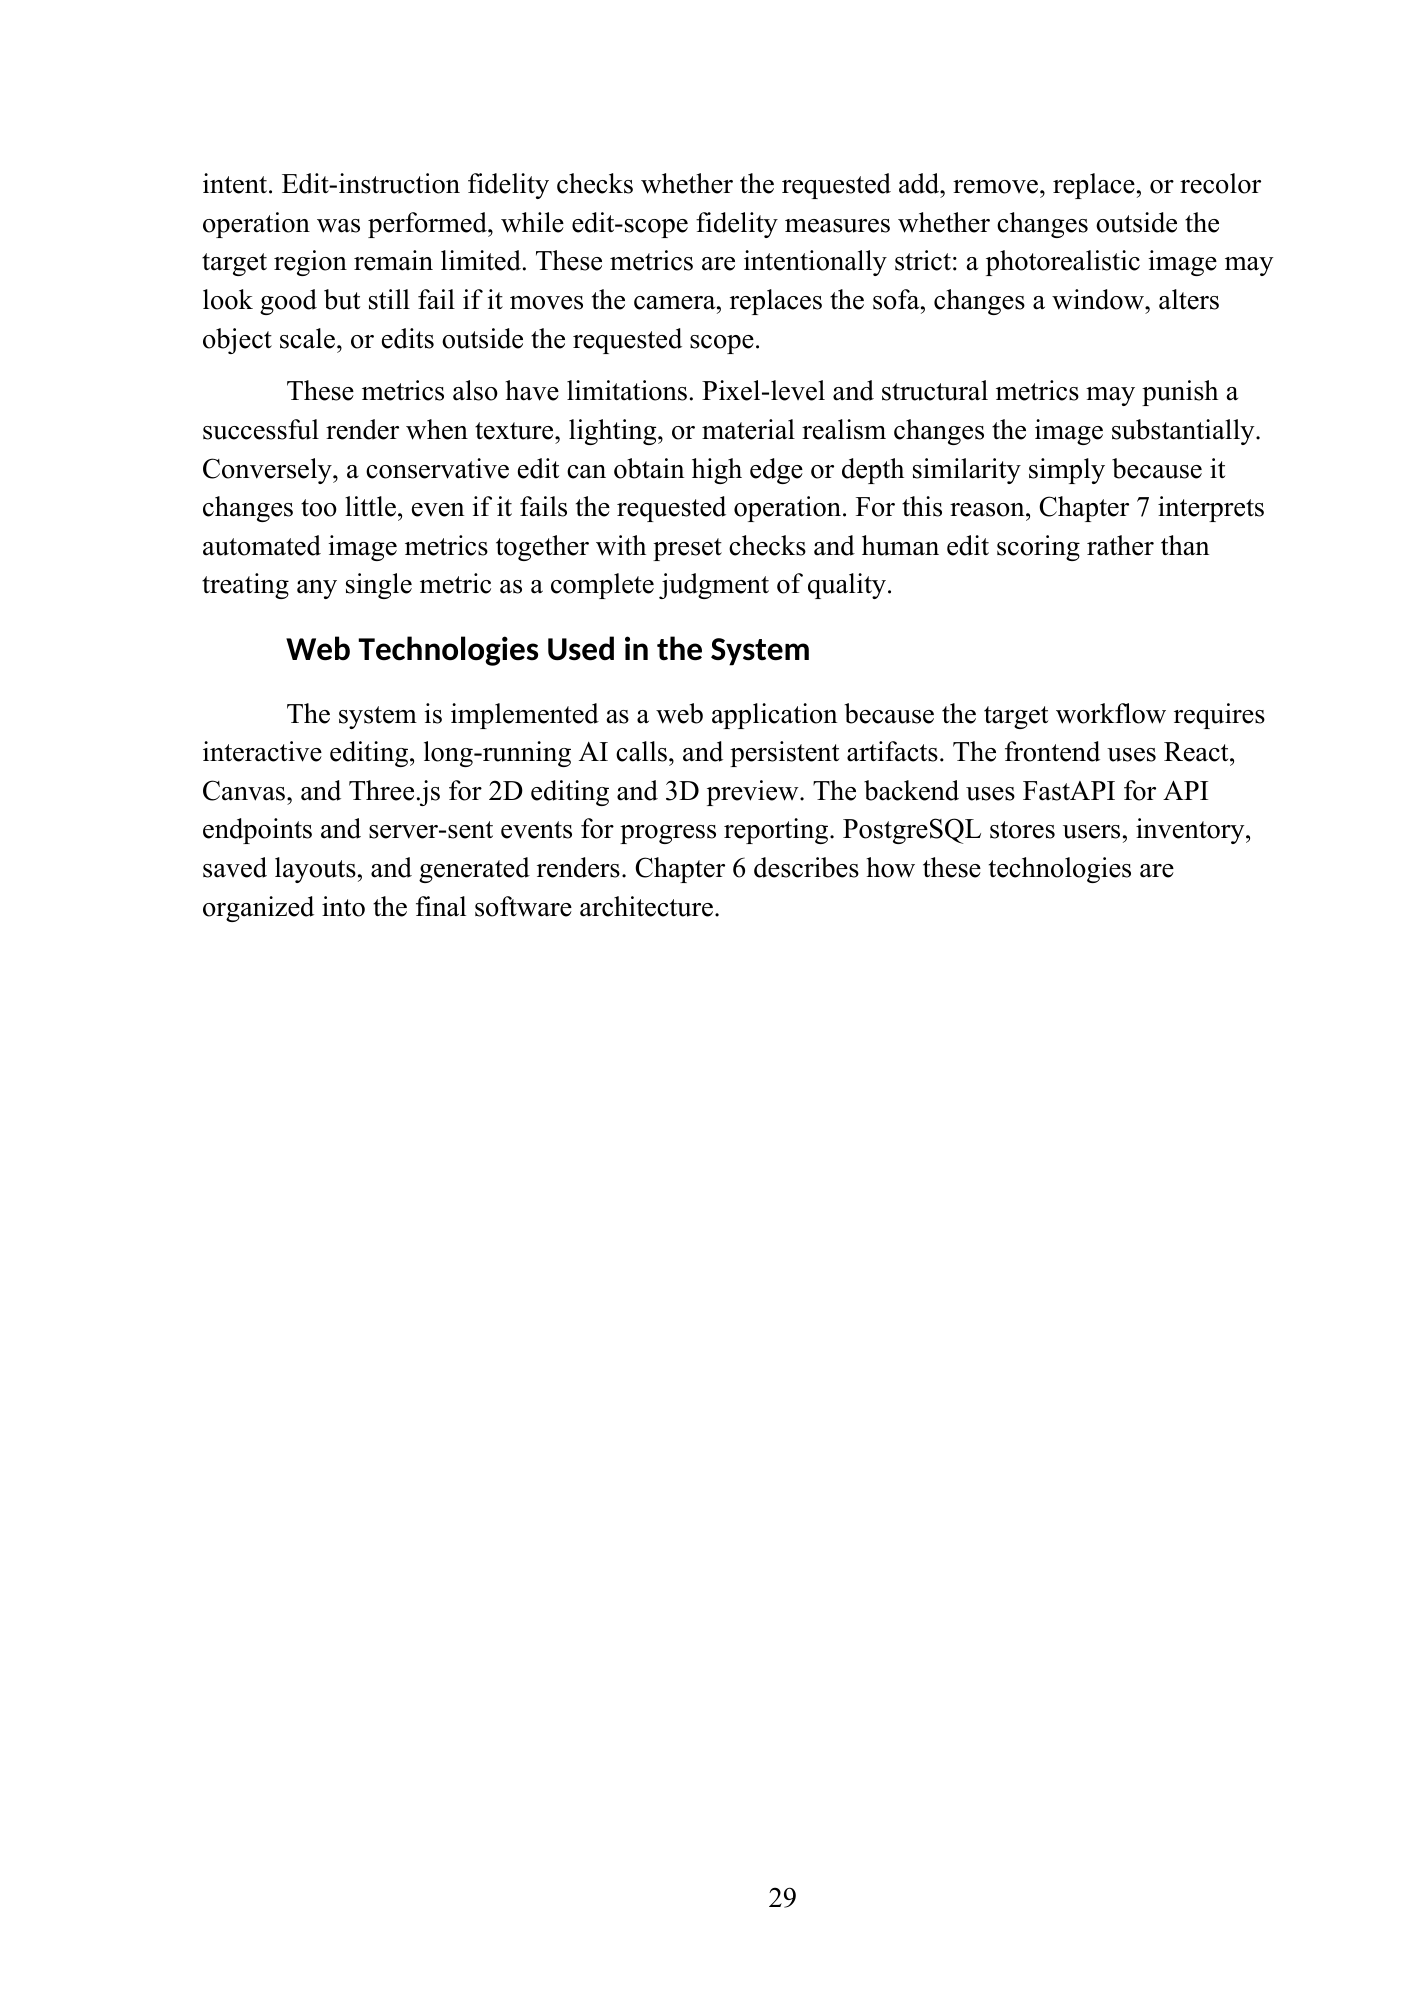 intent. Edit-instruction fidelity checks whether the requested add, remove, replace, or recolor
operation was performed, while edit-scope fidelity measures whether changes outside the
target region remain limited. These metrics are intentionally strict: a photorealistic image may
look good but still fail if it moves the camera, replaces the sofa, changes a window, alters
object scale, or edits outside the requested scope.
These metrics also have limitations. Pixel-level and structural metrics may punish a
successful render when texture, lighting, or material realism changes the image substantially.
Conversely, a conservative edit can obtain high edge or depth similarity simply because it
changes too little, even if it fails the requested operation. For this reason, Chapter 7 interprets
automated image metrics together with preset checks and human edit scoring rather than
treating any single metric as a complete judgment of quality.
Web Technologies Used in the System
The system is implemented as a web application because the target workflow requires
interactive editing, long-running AI calls, and persistent artifacts. The frontend uses React,
Canvas, and Three.js for 2D editing and 3D preview. The backend uses FastAPI for API
endpoints and server-sent events for progress reporting. PostgreSQL stores users, inventory,
saved layouts, and generated renders. Chapter 6 describes how these technologies are
organized into the final software architecture.
29